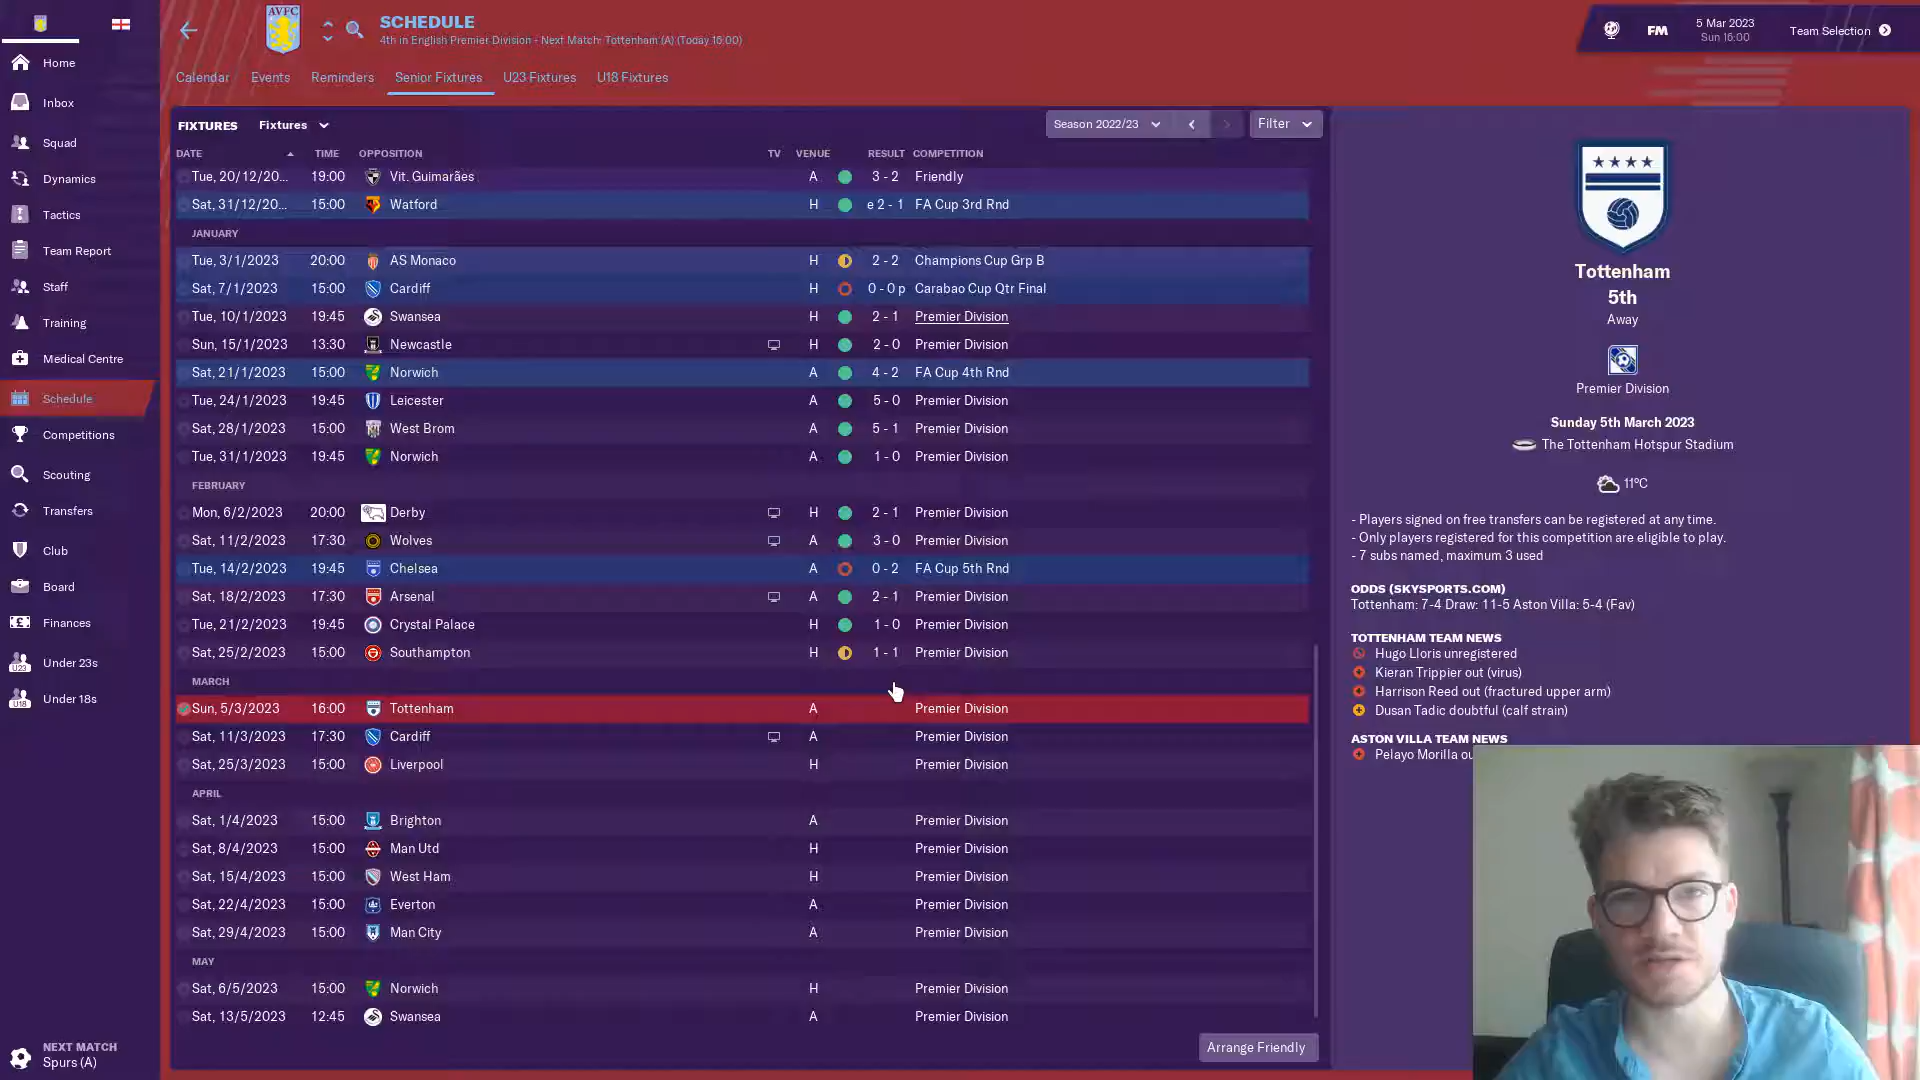 SCHEDULE
4th in English Premier Division - Next Match: Tottenham (A) (Today 16:00)
FM
5 Mar 2023
Sun 16:00
Team Selection
Calendar Events Reminders Senior Fixtures U23 Fixtures U18 Fixtures
Home
Inbox
Squad
Dynamics
Tactics
Team Report
Staff
Training
Medical Centre
Schedule
Competitions
Scouting
Transfers
Club
Board
Finances
U23 Under 23s
U18 Under 18s
NEXT MATCH
Spurs (A)
AVFC
FIXTURES Fixtures Season 2022/23 Filter
DATE TIME OPPOSITION TV VENUE RESULT COMPETITION
Tue, 20/12/20... 19:00 Vit. Guimarães A 3 - 2 Friendly
Sat, 31/12/20... 15:00 Watford H e 2 - 1 FA Cup 3rd Rnd
JANUARY
Tue, 3/1/2023 20:00 AS Monaco H 2 - 2 Champions Cup Grp B
Sat, 7/1/2023 15:00 Cardiff H 0 - 0 p Carabao Cup Qtr Final
Tue, 10/1/2023 19:45 Swansea H 2 - 1 Premier Division
Sun, 15/1/2023 13:30 Newcastle H 2 - 0 Premier Division
Sat, 21/1/2023 15:00 Norwich A 4 - 2 FA Cup 4th Rnd
Tue, 24/1/2023 19:45 Leicester A 5 - 0 Premier Division
Sat, 28/1/2023 15:00 West Brom A 5 - 1 Premier Division
Tue, 31/1/2023 19:45 Norwich A 1 - 0 Premier Division
FEBRUARY
Mon, 6/2/2023 20:00 Derby H 2 - 1 Premier Division
Sat, 11/2/2023 17:30 Wolves A 3 - 0 Premier Division
Tue, 14/2/2023 19:45 Chelsea A 0 - 2 FA Cup 5th Rnd
Sat, 18/2/2023 17:30 Arsenal A 2 - 1 Premier Division
Tue, 21/2/2023 19:45 Crystal Palace H 1 - 0 Premier Division
Sat, 25/2/2023 15:00 Southampton H 1 - 1 Premier Division
MARCH
Sun, 5/3/2023 16:00 Tottenham A Premier Division
Sat, 11/3/2023 17:30 Cardiff A Premier Division
Sat, 25/3/2023 15:00 Liverpool H Premier Division
APRIL
Sat, 1/4/2023 15:00 Brighton A Premier Division
Sat, 8/4/2023 15:00 Man Utd H Premier Division
Sat, 15/4/2023 15:00 West Ham H Premier Division
Sat, 22/4/2023 15:00 Everton A Premier Division
Sat, 29/4/2023 15:00 Man City A Premier Division
MAY
Sat, 6/5/2023 15:00 Norwich H Premier Division
Sat, 13/5/2023 12:45 Swansea A Premier Division
Arrange Friendly
Tottenham
5th
Away
Premier Division
Sunday 5th March 2023
The Tottenham Hotspur Stadium
11°C
- Players signed on free transfers can be registered at any time.
- Only players registered for this competition are eligible to play.
- 7 subs named, maximum 3 used
ODDS (SKYSPORTS.COM)
Tottenham: 7-4 Draw: 11-5 Aston Villa: 5-4 (Fav)
TOTTENHAM TEAM NEWS
Hugo Lloris unregistered
Kieran Trippier out (virus)
Harrison Reed out (fractured upper arm)
Dusan Tadic doubtful (calf strain)
ASTON VILLA TEAM NEWS
Pelayo Morilla